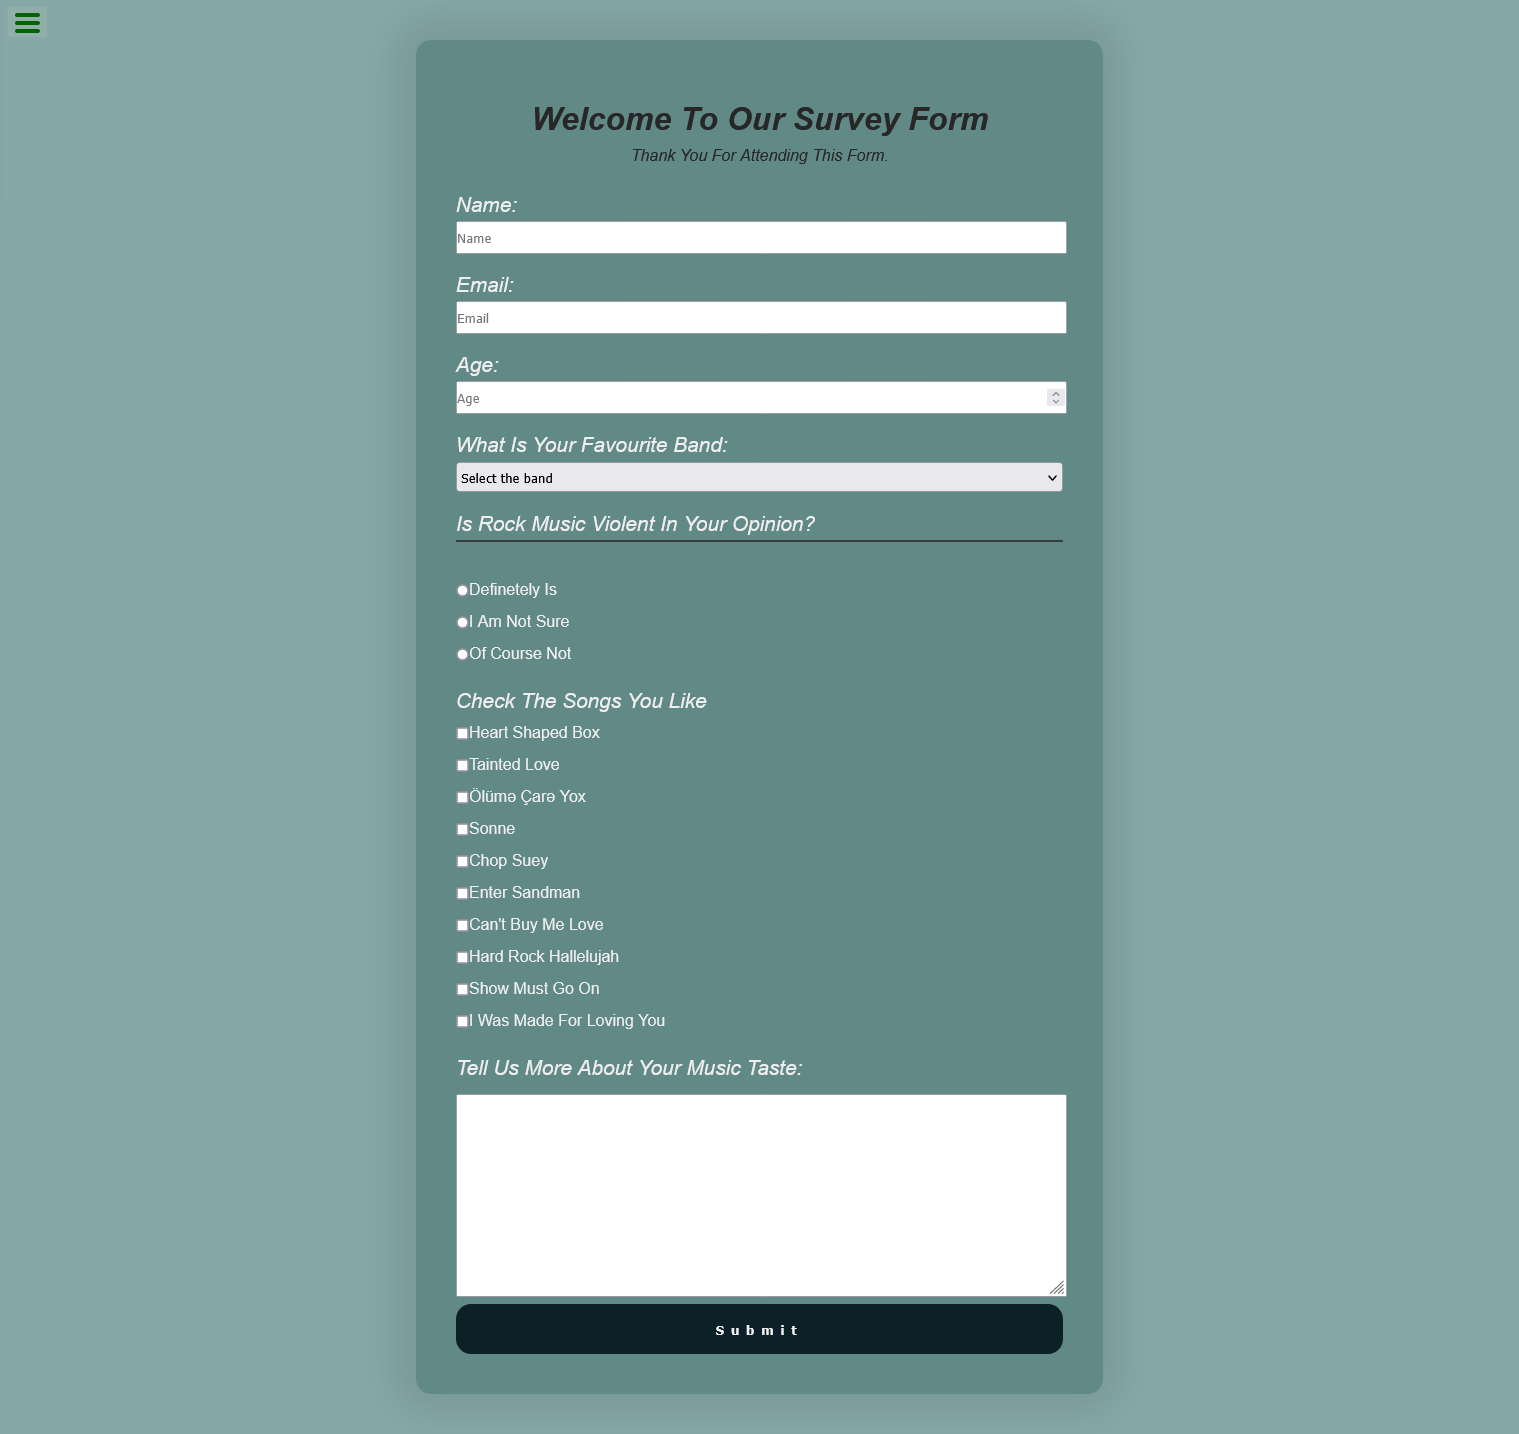 Welcome To Our Survey Form
Thank You For Attending This Form.
Name:
Name
Email:
Email
Age:
Age
What Is Your Favourite Band:
Select the band
Is Rock Music Violent In Your Opinion?
Definetely Is
I Am Not Sure
Of Course Not
Check The Songs You Like
Heart Shaped Box
Tainted Love
Ölümə Çarə Yox
Sonne
Chop Suey
Enter Sandman
Can't Buy Me Love
Hard Rock Hallelujah
Show Must Go On
I Was Made For Loving You
Tell Us More About Your Music Taste:
Submit